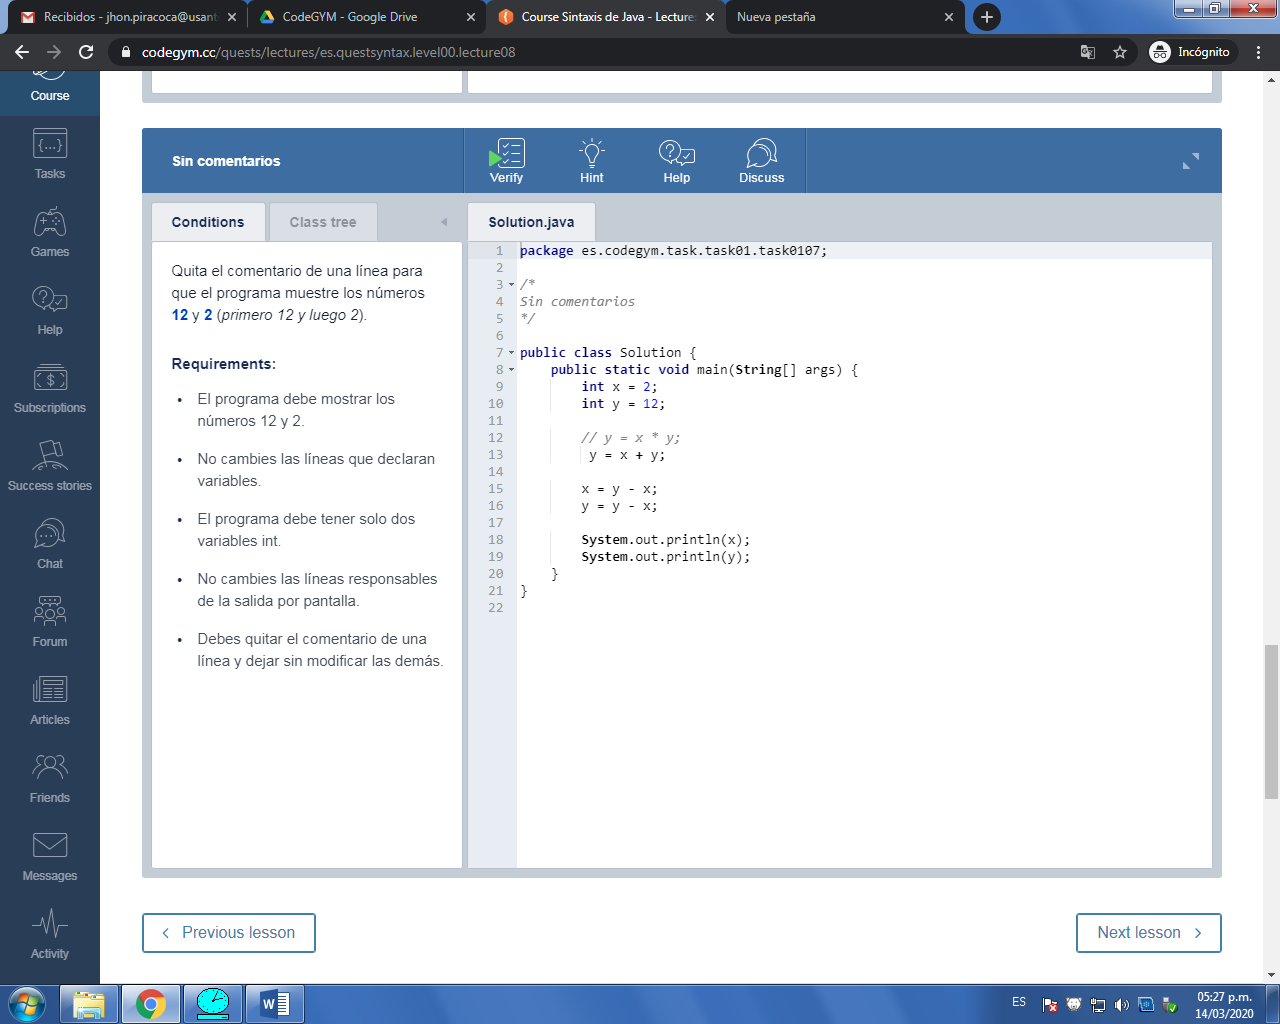 Recibidos - jhon.piracoca@usant
CodeGYM - Google Drive
Course Sintaxis de Java - Lecture:
Nueva pestaña
codegym.cc/quests/lectures/es.questsyntax.level00.lecture08
Incógnito
Course
Tasks
Games
Help
Subscriptions
Success stories
Chat
Forum
Articles
Friends
Messages
Activity
Sin comentarios
Verify
Hint
Help
Discuss
Conditions
Class tree
Quita el comentario de una línea para
que el programa muestre los números
12 y 2 (primero 12 y luego 2).
Requirements:
• El programa debe mostrar los
números 12 y 2.
• No cambies las líneas que declaran
variables.
• El programa debe tener solo dos
variables int.
• No cambies las líneas responsables
de la salida por pantalla.
• Debes quitar el comentario de una
línea y dejar sin modificar las demás.
Solution.java
1 package es.codegym.task.task01.task0107;
2
3 /*
4 Sin comentarios
5 */
6
7 public class Solution {
8 public static void main(String[] args) {
9 int x = 2;
10 int y = 12;
11
12 // y = x * y;
13 y = x + y;
14
15 x = y - x;
16 y = y - x;
17
18 System.out.println(x);
19 System.out.println(y);
20 }
21 }
22
Previous lesson
Next lesson
ES
05:27 p.m.
14/03/2020